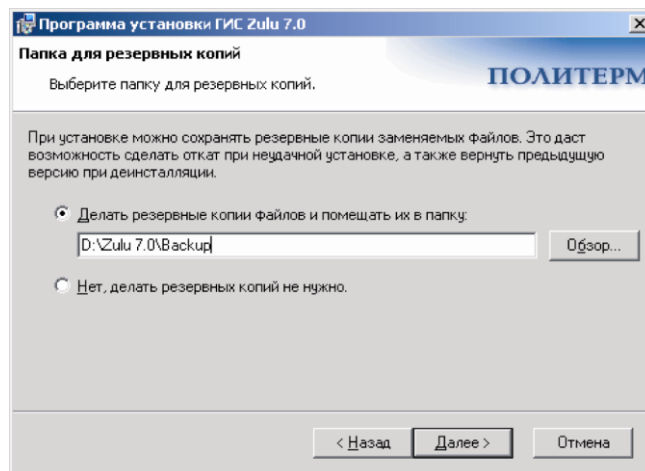 Программа установки ГИС Zulu 7.0
Папка для резервных копий
Выберите папку для резервных копий.
ПОЛИТЕРМ
При установке можно сохранять резервные копии заменяемых файлов. Это даст
возможность сделать откат при неудачной установке, а также вернуть предыдущую
версию при деинсталляции.
Делать резервные копии файлов и помещать их в папку:
D:\Zulu 7.0\Backup
Обзор...
Нет, делать резервных копий не нужно.
< Назад
Далее >
Отмена